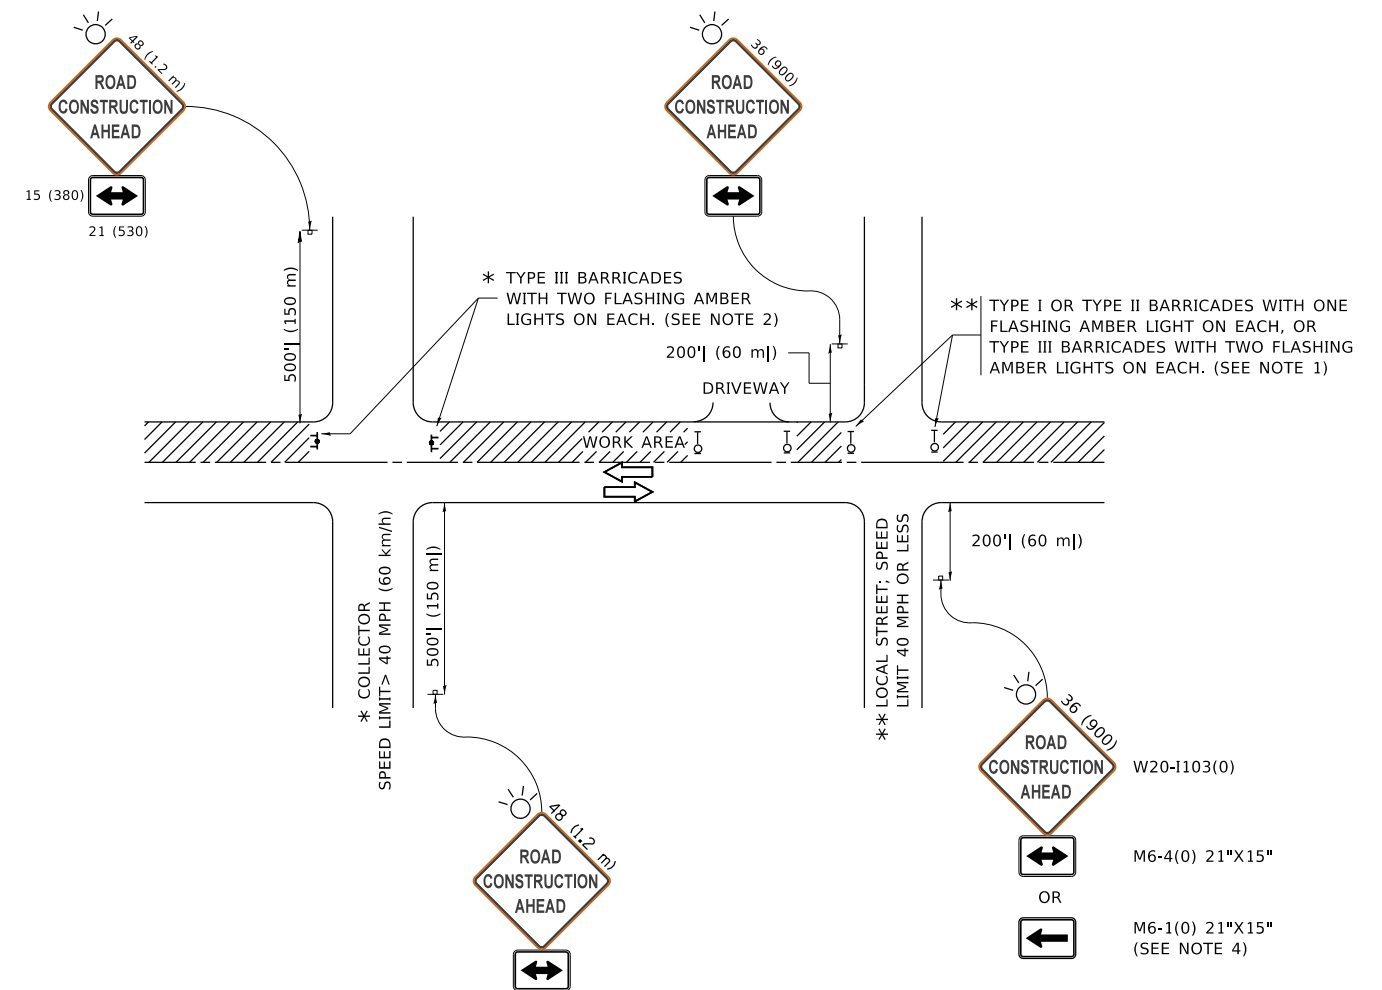 48 (1.2 m)
ROAD
CONSTRUCTION
AHEAD
15 (380)
21 (530)
36 (900)
ROAD
CONSTRUCTION
AHEAD
500'| (150 m)
* TYPE III BARRICADES
WITH TWO FLASHING AMBER
LIGHTS ON EACH. (SEE NOTE 2)
200'| (60 m|)
DRIVEWAY
** TYPE I OR TYPE II BARRICADES WITH ONE
FLASHING AMBER LIGHT ON EACH, OR
TYPE III BARRICADES WITH TWO FLASHING
AMBER LIGHTS ON EACH. (SEE NOTE 1)
WORK AREA
* COLLECTOR
SPEED LIMIT> 40 MPH (60 km/h)
500'| (150 m|)
** LOCAL STREET; SPEED
LIMIT 40 MPH OR LESS
200'| (60 m|)
48 (1.2 m)
ROAD
CONSTRUCTION
AHEAD
36 (900)
ROAD
CONSTRUCTION
AHEAD
W20-I103(0)
M6-4(0) 21"X15"
OR
M6-1(0) 21"X15"
(SEE NOTE 4)